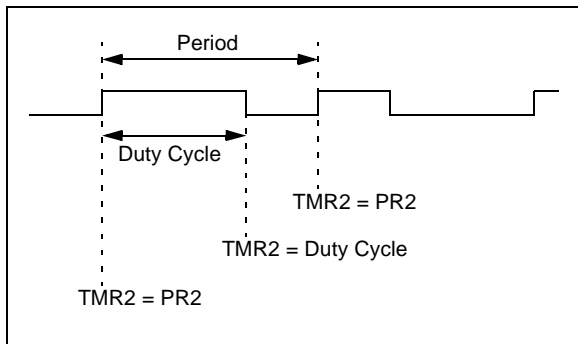 Period
Duty Cycle
TMR2 = PR2
TMR2 = Duty Cycle
TMR2 = PR2